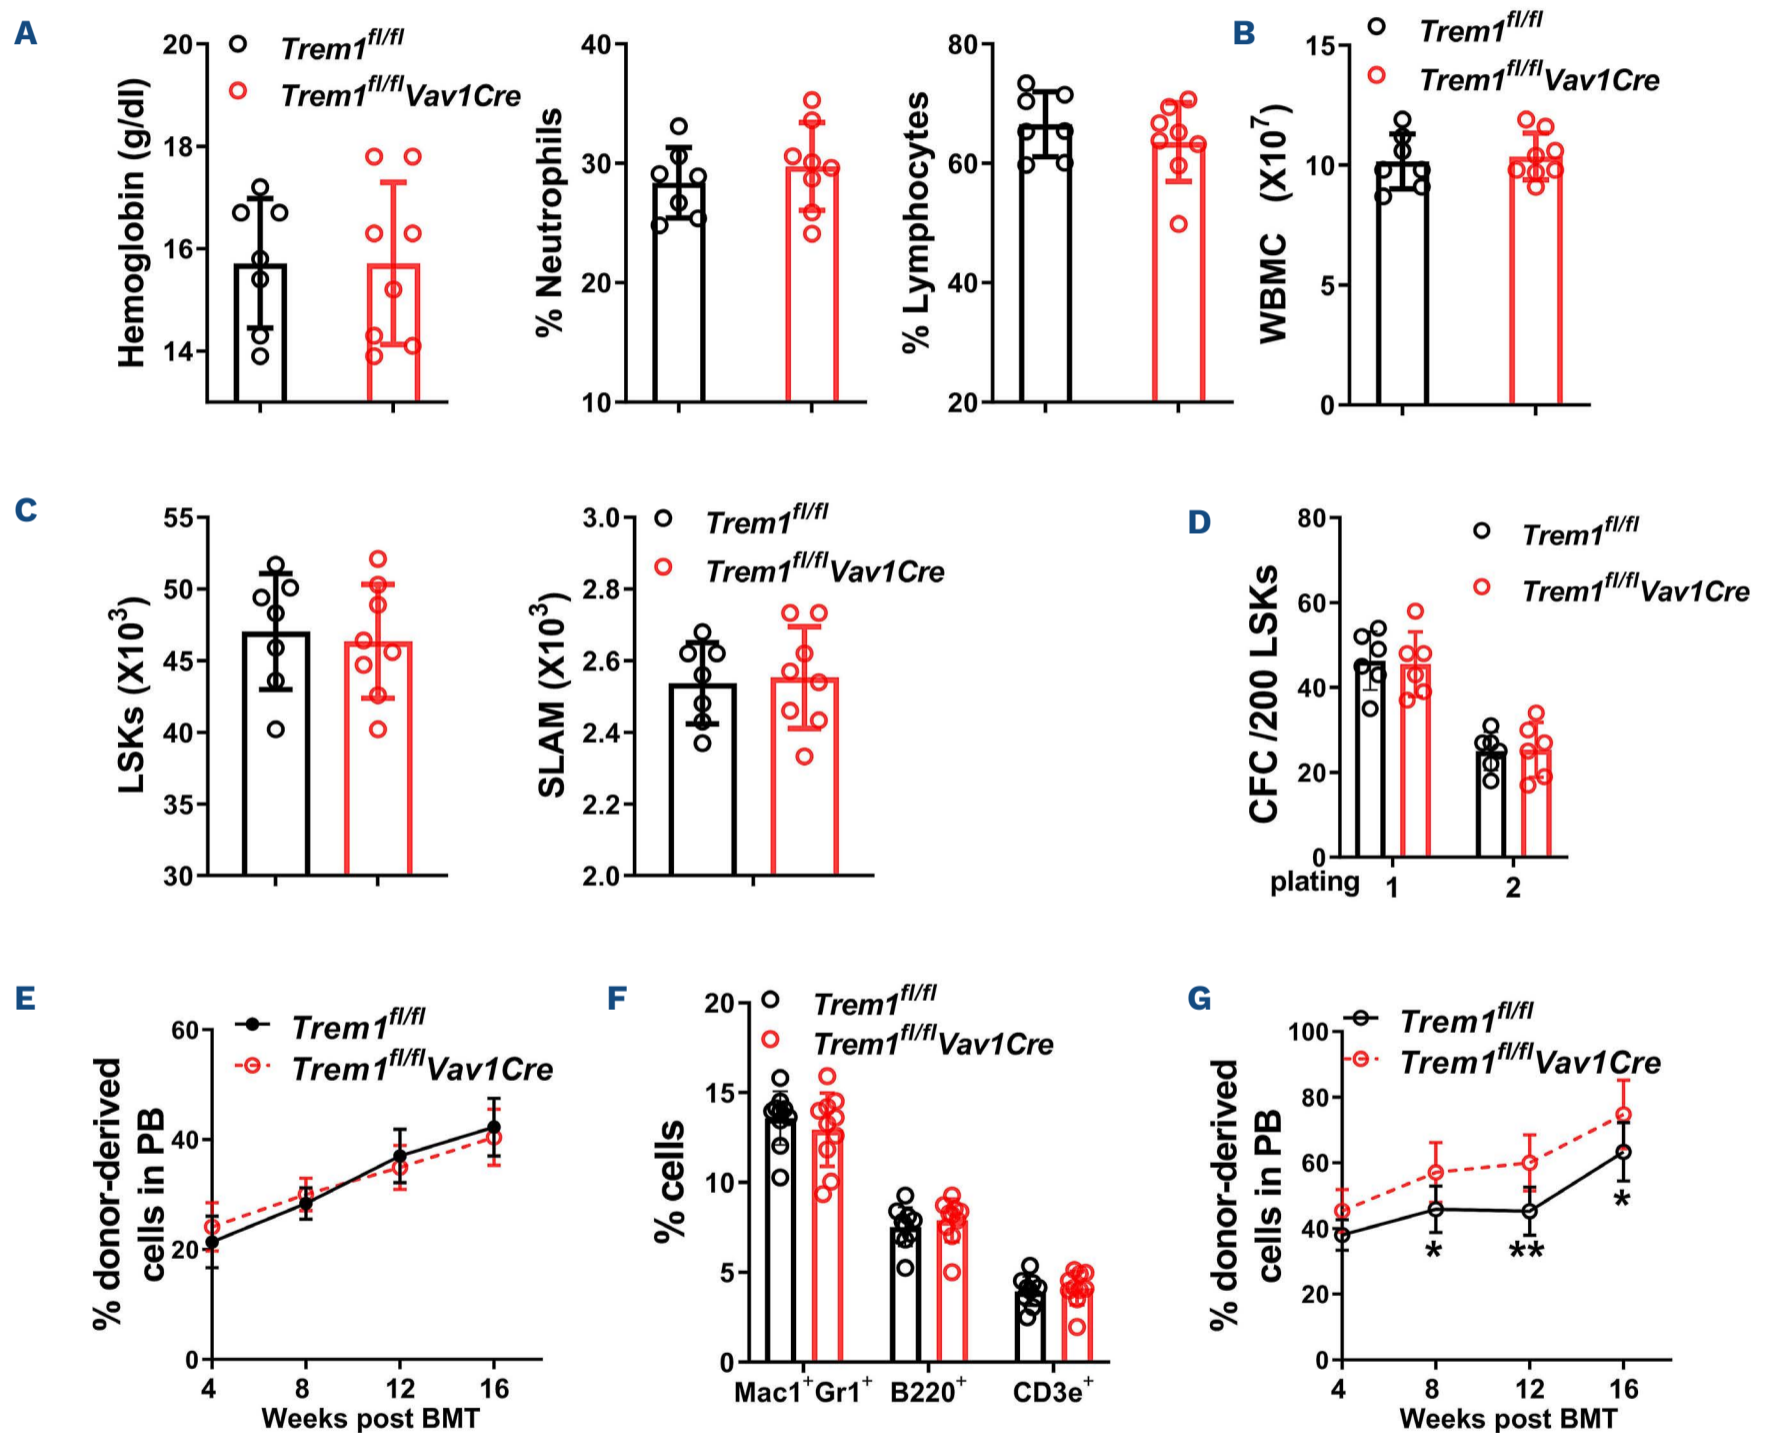 A
Hemoglobin (g/dl)
20
18
16
14
Trem1fl/fl
Trem1fl/flVav1Cre
% Neutrophils
40
30
20
10
% Lymphocytes
80
60
40
20
B
WBMC (X10⁷)
15
10
5
0
Trem1fl/fl
Trem1fl/flVav1Cre
C
LSKs (X10³)
55
50
45
40
35
30
SLAM (X10³)
3.0
2.8
2.6
2.4
2.2
2.0
Trem1fl/fl
Trem1fl/flVav1Cre
D
CFC /200 LSKs
80
60
40
20
0
Trem1fl/fl
Trem1fl/flVav1Cre
plating 1 2
E
% donor-derived
cells in PB
60
40
20
0
Trem1fl/fl
Trem1fl/flVav1Cre
4 8 12 16
Weeks post BMT
F
% cells
20
15
10
5
0
Trem1fl/fl
Trem1fl/flVav1Cre
Mac1⁺Gr1⁺ B220⁺ CD3e⁺
G
% donor-derived
cells in PB
100
80
60
40
20
0
Trem1fl/fl
Trem1fl/flVav1Cre
*
* **
4 8 12 16
Weeks post BMT